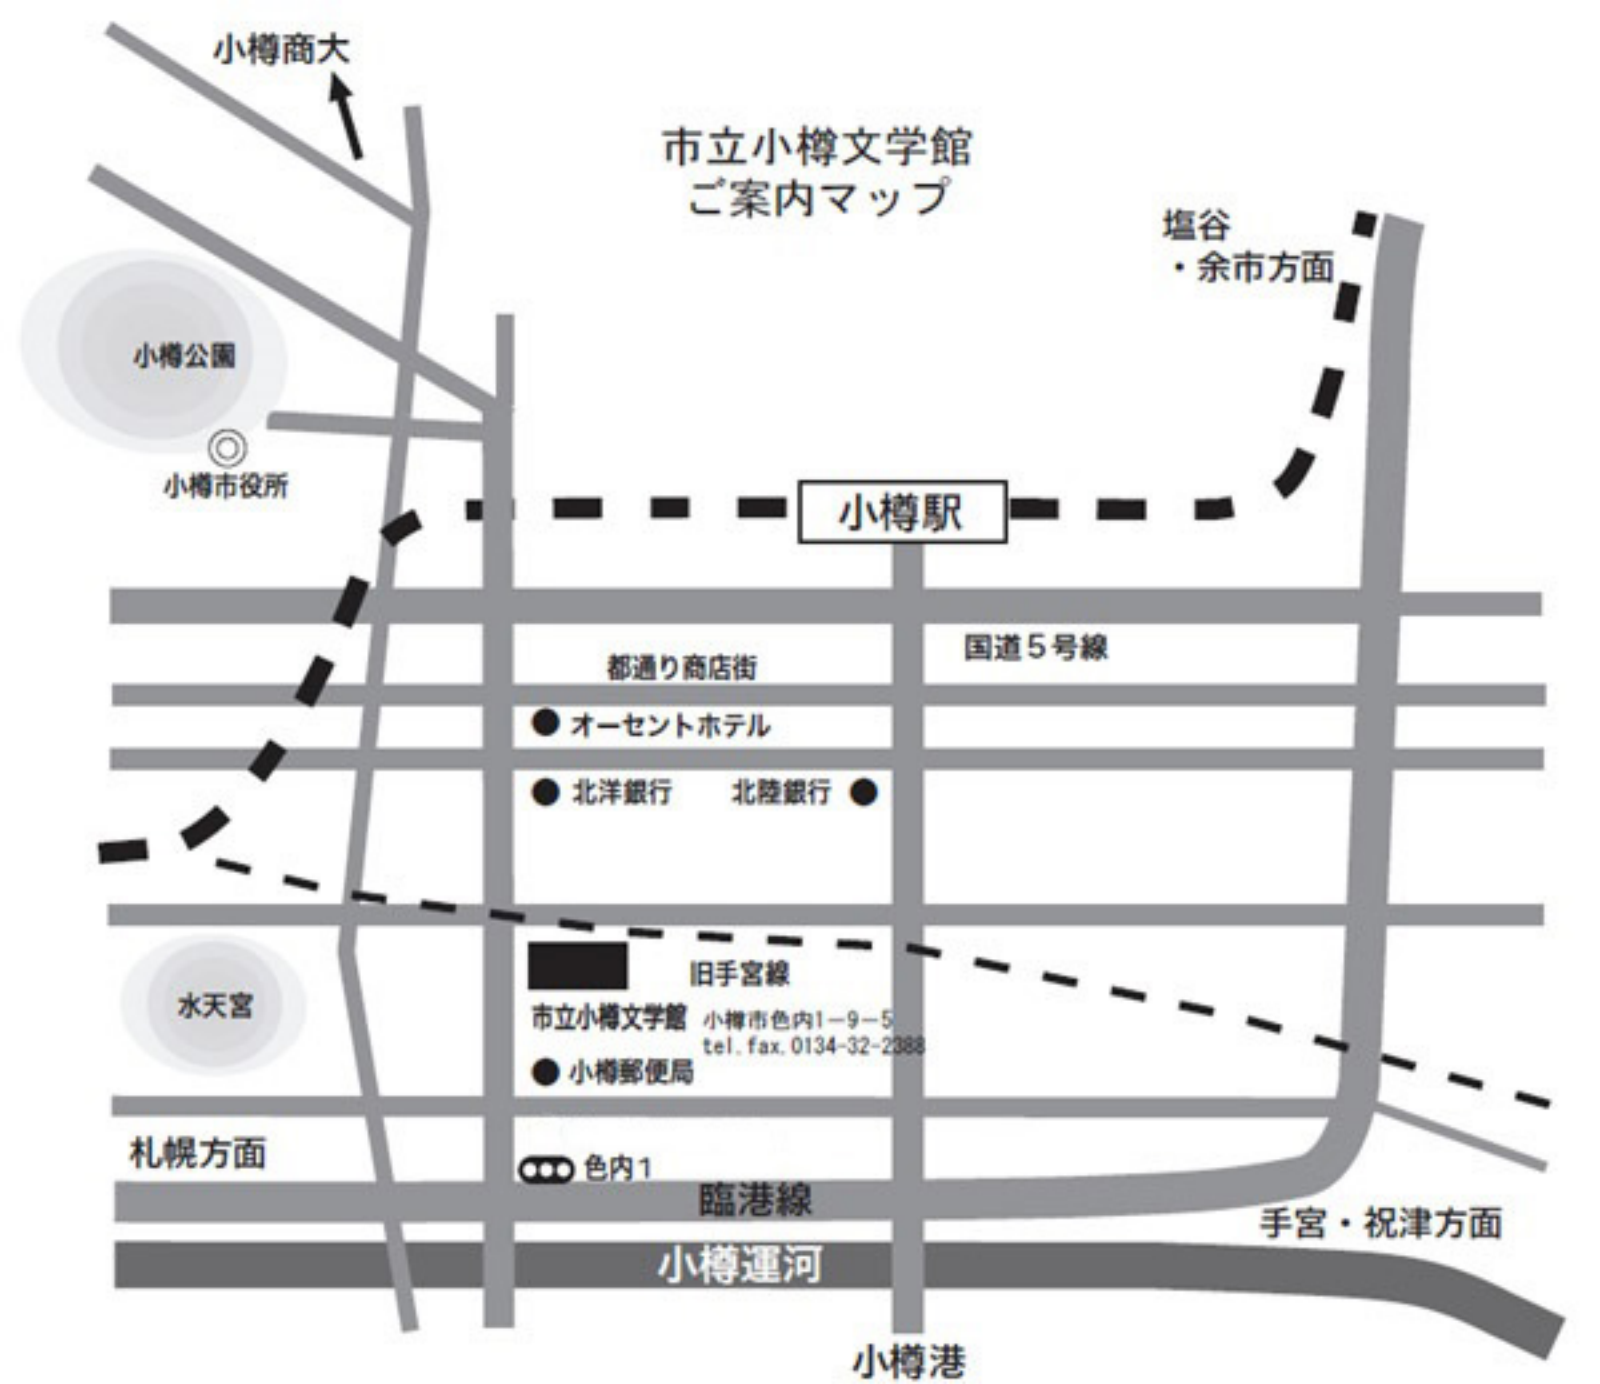 小樽商大
市立小樽文学館
ご案内マップ
塩谷
・余市方面
小樽公園
小樽市役所
小樽駅
国道5号線
都通り商店街
オーセントホテル
北洋銀行
北陸銀行
旧手宮線
水天宮
市立小樽文学館
小樽市色内1−9−5
tel.fax.0134-32-2388
小樽郵便局
札幌方面
色内1
臨港線
手宮・祝津方面
小樽運河
小樽港